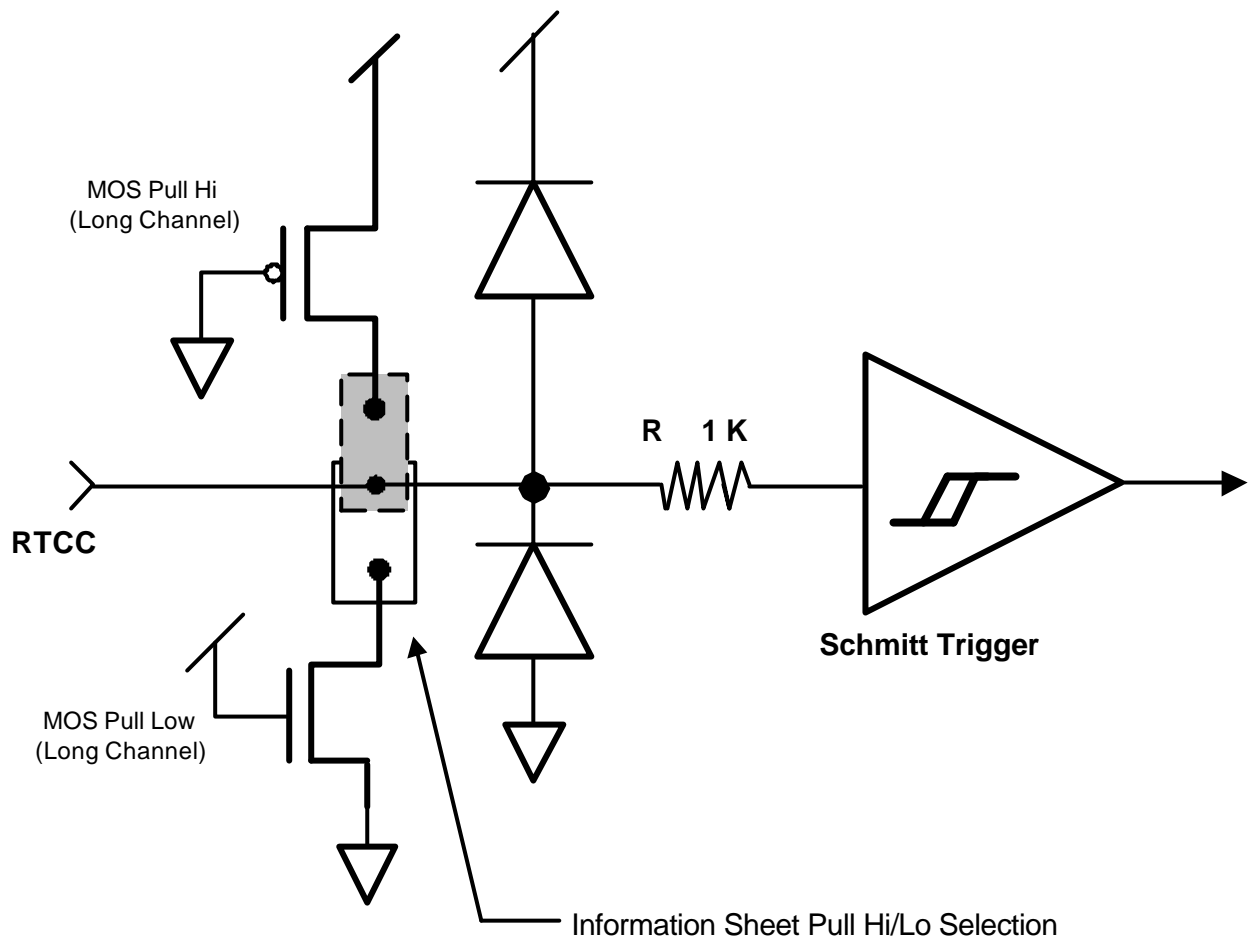 MOS Pull Hi
(Long Channel)
R 1 K
RTCC
Schmitt Trigger
MOS Pull Low
(Long Channel)
Information Sheet Pull Hi/Lo Selection